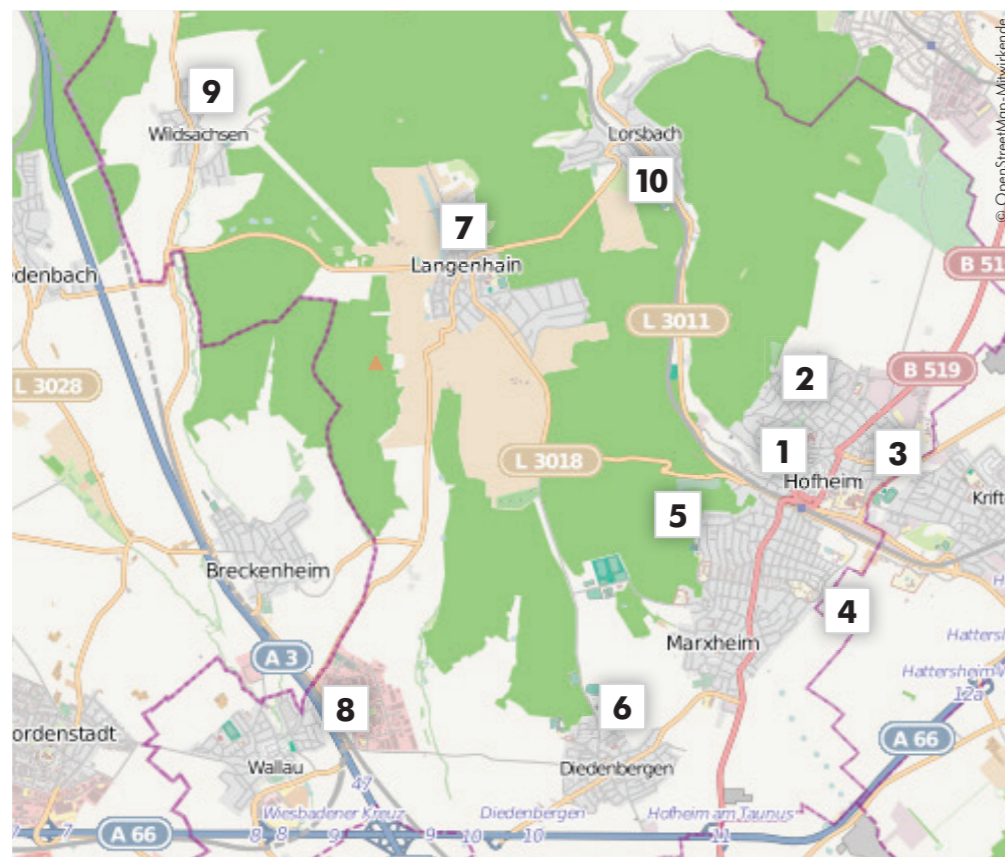 © OpenStreetMap-Mitwirkende
9
Wildsachsen
Lorsbach
10
7
Langenhain
edenbach
B 51
L 3011
L 3028
2
B 519
1
3
L 3018
Hofheim
Krift
5
Breckenheim
4
Marxheim
Hattersh
Hattersheim-W
12a
A 3
8
6
ordenstadt
A 66
Wallau
Diedenbergen
47
Wiesbadener Kreuz
Diedenbergen
Hofheim am Taunus
7
7
A 66
8
8
9
9
10
10
11